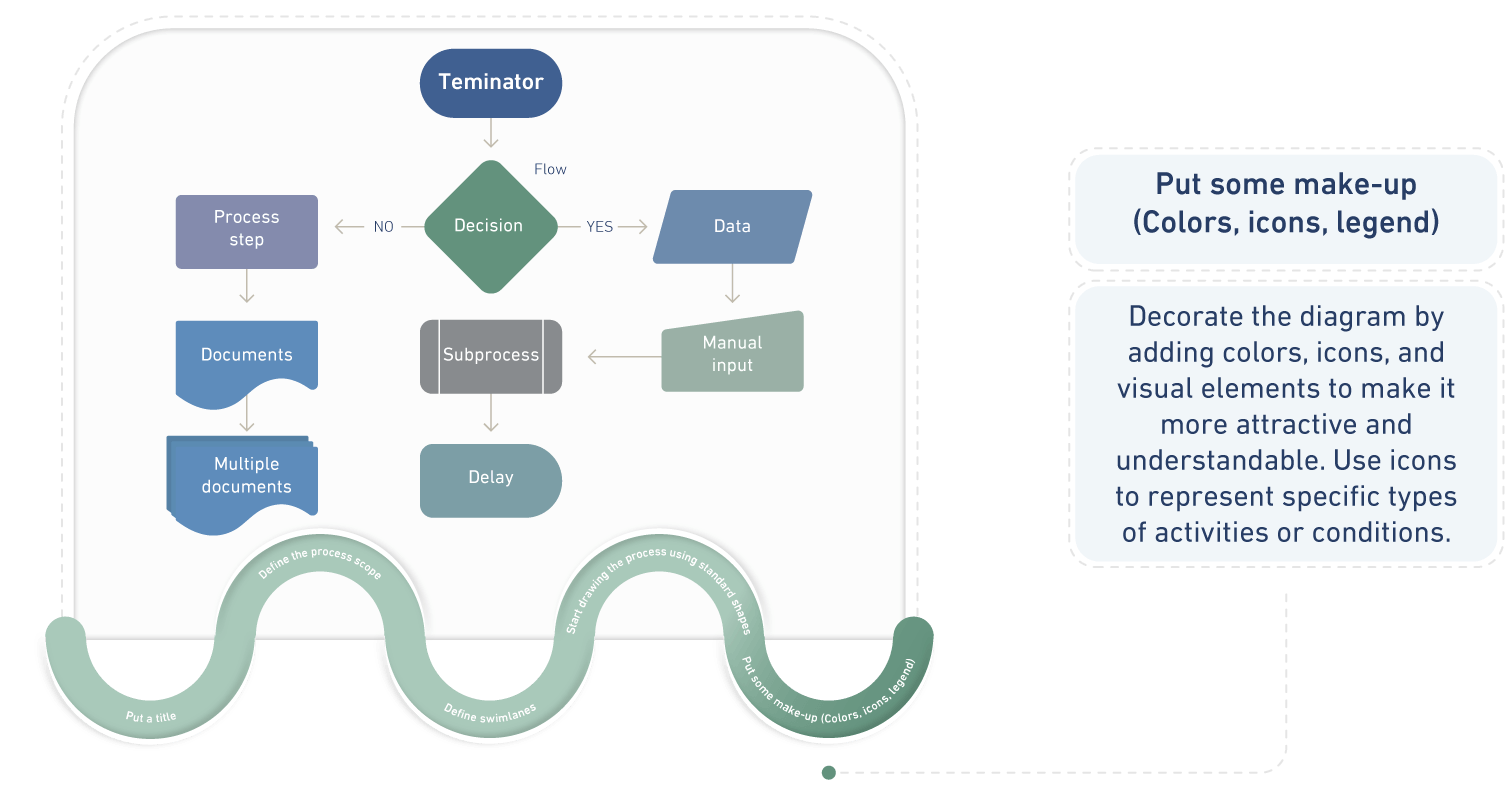 Teminator
Flow
Process
step
NO
Decision
YES
Data
Documents
Subprocess
Manual
input
Multiple
documents
Delay
Put a title
Define the process scope
Define swimlanes
Start drawing the process using standard shapes
Put some make-up (Colors, icons, legend)
Put some make-up
(Colors, icons, legend)
Decorate the diagram by
adding colors, icons, and
visual elements to make it
more attractive and
understandable. Use icons
to represent specific types
of activities or conditions.